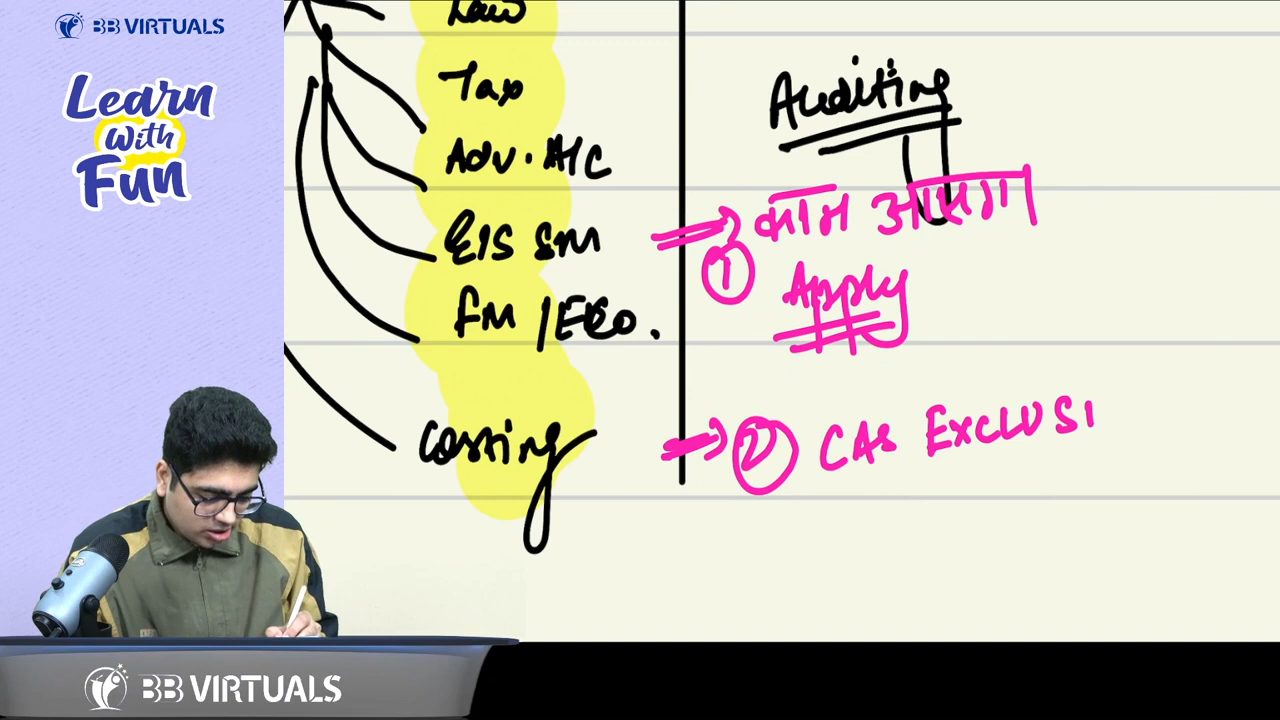 BB VIRTUALS
Learn
With
Fun
Law
Tax
Adv. A/C
EIS SM
FM / ECO.
Costing
Auditing
① काम आएगा
Apply
② CAs EXCLUSI
BB VIRTUALS